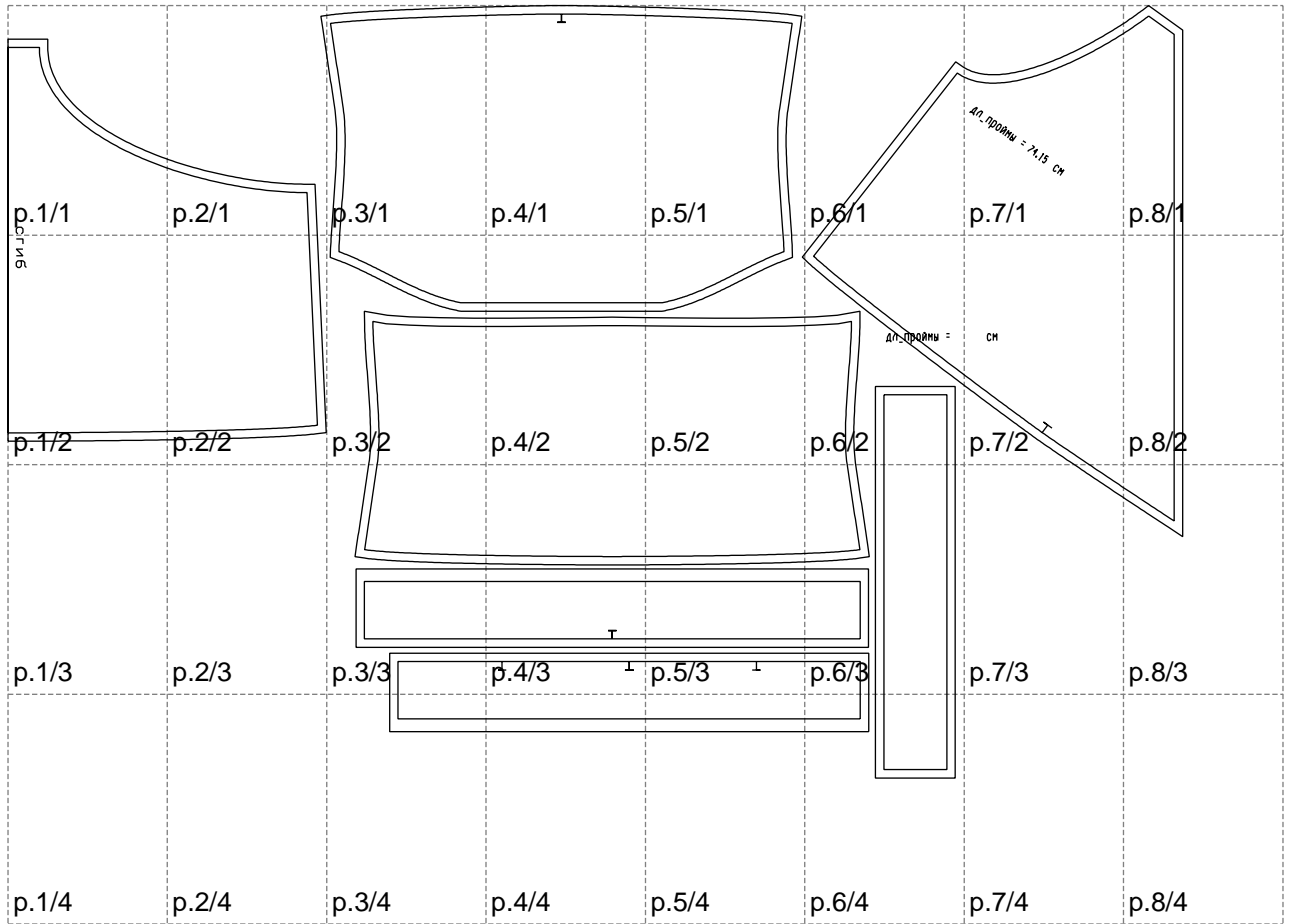 дл_проймы = 74.15 см
p.1/1 p.2/1 p.3/1 p.4/1 p.5/1 p.6/1 p.7/1 p.8/1
сгиб
дл_проймы = см
p.1/2 p.2/2 p.3/2 p.4/2 p.5/2 p.6/2 p.7/2 p.8/2
p.1/3 p.2/3 p.3/3 p.4/3 p.5/3 p.6/3 p.7/3 p.8/3
p.1/4 p.2/4 p.3/4 p.4/4 p.5/4 p.6/4 p.7/4 p.8/4